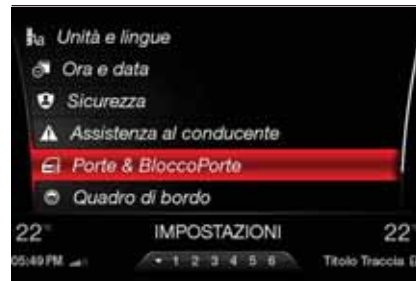 Unità e lingue
Ora e data
Sicurezza
Assistenza al conducente
Porte & BloccoPorte
Quadro di bordo
22° IMPOSTAZIONI 22°
05:49 PM 1 2 3 4 5 6 Titolo Traccia